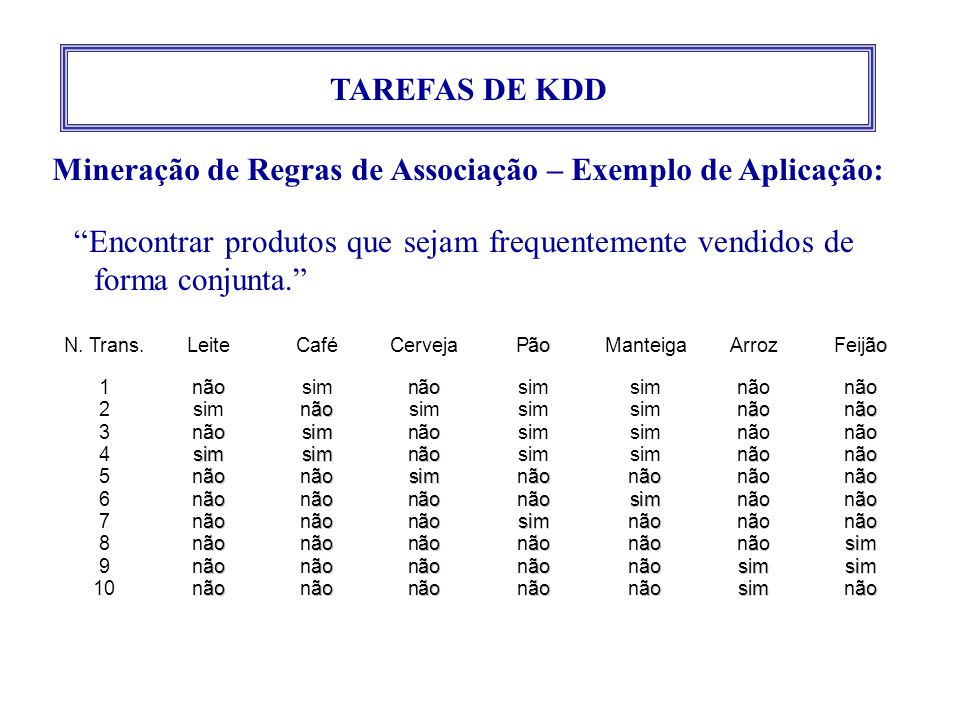 TAREFAS DE KDD
Mineração de Regras de Associação – Exemplo de Aplicação:
“Encontrar produtos que sejam frequentemente vendidos de
forma conjunta.”
N. Trans. Leite Café Cerveja Pão Manteiga Arroz Feijão
1 não sim não sim sim não não
2 sim não sim sim sim não não
3 não sim não sim sim não não
4 sim sim não sim sim não não
5 não não sim não não não não
6 não não não não sim não não
7 não não não sim não não não
8 não não não não não não sim
9 não não não não não sim sim
10 não não não não não sim não